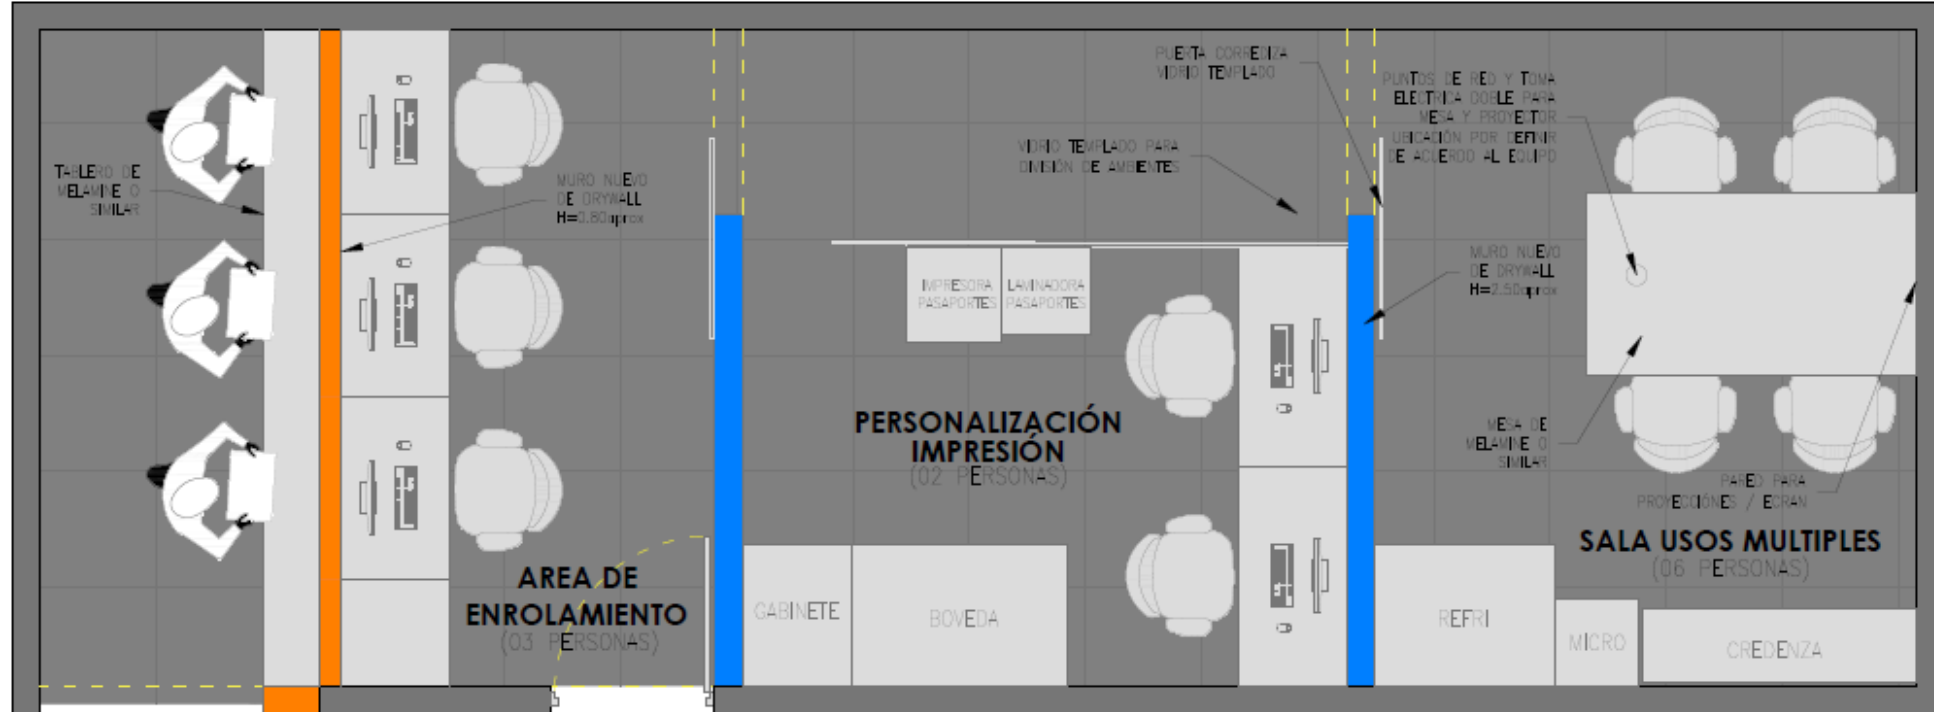 TABLERO DE
MELAMINE O
SIMILAR
MURO NUEVO
DE DRYWALL
H=0.80aprox
AREA DE
ENROLAMIENTO
(03 PERSONAS)
PUERTA CORREDIZA
VIDRIO TEMPLADO
VIDRIO TEMPLADO PARA
DIVISIÓN DE AMBIENTES
IMPRESORA
PASAPORTES
LAMINADORA
PASAPORTES
PERSONALIZACIÓN
IMPRESIÓN
(02 PERSONAS)
GABINETE
BOVEDA
PUNTOS DE RED Y TOMA
ELECTRICA DOBLE PARA
MESA Y PROYECTOR
UBICACIÓN POR DEFINIR
DE ACUERDO AL EQUIPO
MURO NUEVO
DE DRYWALL
H=2.50aprox
MESA DE
MELAMINE O
SIMILAR
PARED PARA
PROYECCIÓNES / ECRAN
SALA USOS MULTIPLES
(06 PERSONAS)
REFRI
MICRO
CREDENZA